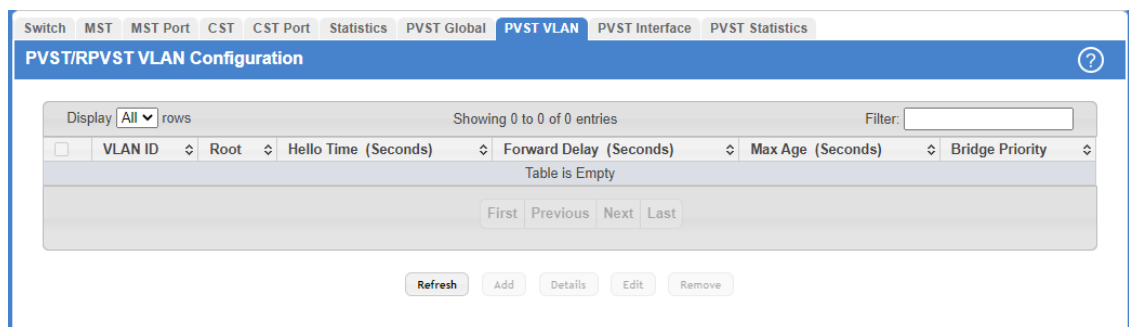 Switch MST MST Port CST CST Port Statistics PVST Global PVST VLAN PVST Interface PVST Statistics
PVST/RPVST VLAN Configuration ?
Display All rows Showing 0 to 0 of 0 entries Filter:
VLAN ID Root Hello Time (Seconds) Forward Delay (Seconds) Max Age (Seconds) Bridge Priority
Table is Empty
First Previous Next Last
Refresh Add Details Edit Remove